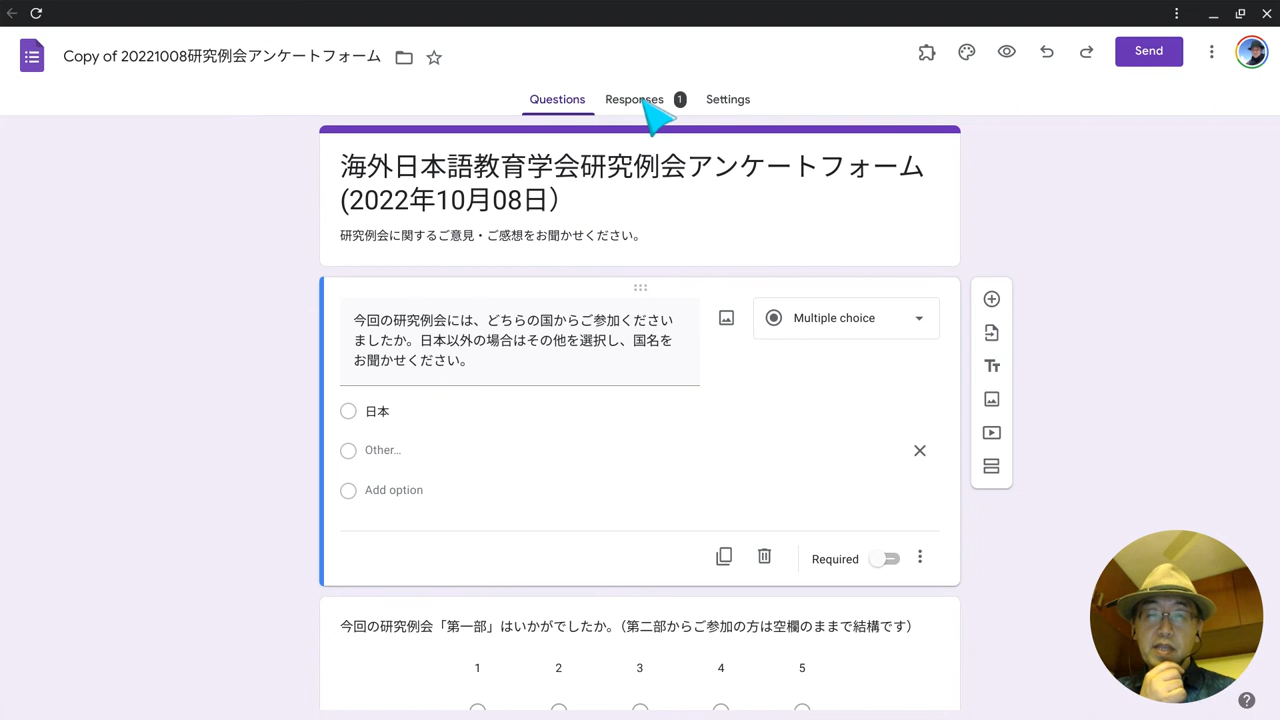 Copy of 20221008研究例会アンケートフォーム
Send
Questions
Responses 1
Settings
海外日本語教育学会研究例会アンケートフォーム
(2022年10月08日）
研究例会に関するご意見・ご感想をお聞かせください。
今回の研究例会には、どちらの国からご参加ください
ましたか。日本以外の場合はその他を選択し、国名を
お聞かせください。
Multiple choice
日本
Other…
Add option
Required
今回の研究例会「第一部」はいかがでしたか。（第二部からご参加の方は空欄のままで結構です）
1 2 3 4 5